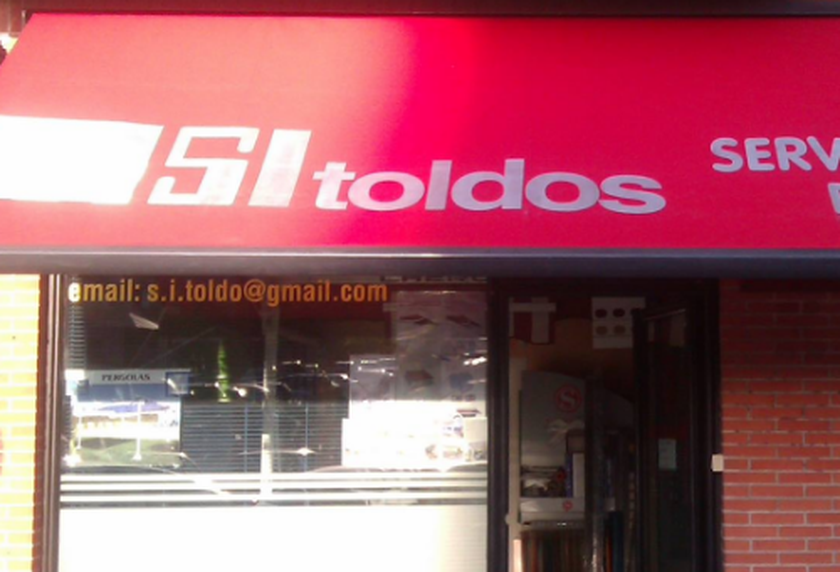 SI toldos
SERV
email: s.i.toldo@gmail.com
PERGOLAS
S